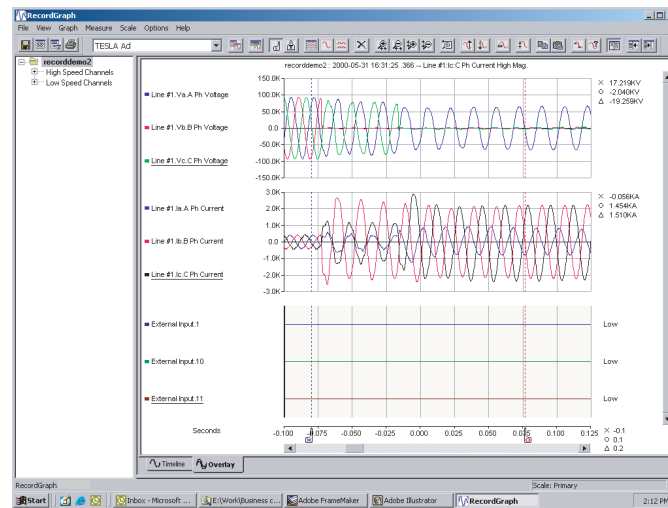 RecordGraph
File View Graph Measure Scale Options Help
TESLA Ad
recorddemo2
High Speed Channels
Low Speed Channels
recorddemo2 : 2000-05-31 16:31:25 .366 -- Line #1:Ic:C Ph Current High Mag.
150.0K
100.0K
50.00K
0.0
-50.00K
-100.0K
-150.0K
Line #1.Va.A Ph Voltage
Line #1.Vb.B Ph Voltage
Line #1.Vc.C Ph Voltage
X 17.219KV
O -2.040KV
Δ -19.259KV
3.0K
2.0K
1.0K
0.0
-1.0K
-2.0K
-3.0K
Line #1.Ia.A Ph Current
Line #1.Ib.B Ph Current
Line #1.Ic.C Ph Current
X -0.056KA
O 1.454KA
Δ 1.510KA
External Input.1 Low
External Input.10 Low
External Input.11 Low
Seconds -0.100 -0.075 -0.050 -0.025 0.000 0.025 0.050 0.075 0.100 0.125
X -0.1
O 0.1
Δ 0.2
Timeline Overlay
RecordGraph Scale: Primary
Start Inbox - Microsoft ... E:\Work\Business c... Adobe FrameMaker Adobe Illustrator RecordGraph 2:12 PM